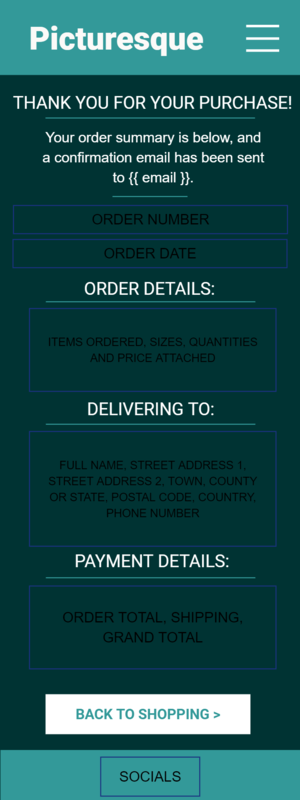 Picturesque
THANK YOU FOR YOUR PURCHASE!
Your order summary is below, and
a confirmation email has been sent
to {{ email }}.
ORDER NUMBER
ORDER DATE
ORDER DETAILS:
ITEMS ORDERED, SIZES, QUANTITIES
AND PRICE ATTACHED
DELIVERING TO:
FULL NAME, STREET ADDRESS 1,
STREET ADDRESS 2, TOWN, COUNTY
OR STATE, POSTAL CODE, COUNTRY,
PHONE NUMBER
PAYMENT DETAILS:
ORDER TOTAL, SHIPPING,
GRAND TOTAL
BACK TO SHOPPING >
SOCIALS